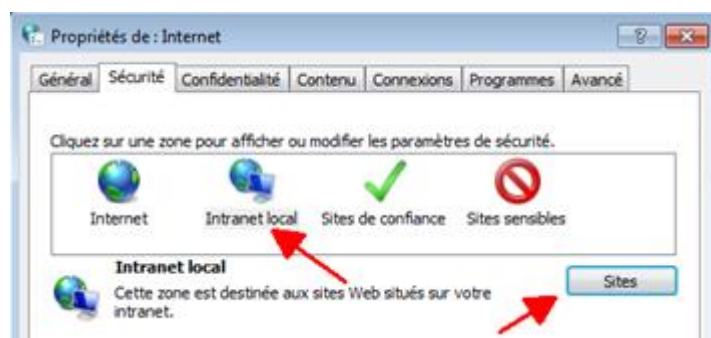 Propriétés de : Internet
Général Sécurité Confidentialité Contenu Connexions Programmes Avancé
Cliquez sur une zone pour afficher ou modifier les paramètres de sécurité.
Internet Intranet local Sites de confiance Sites sensibles
Intranet local
Sites
Cette zone est destinée aux sites Web situés sur votre
intranet.